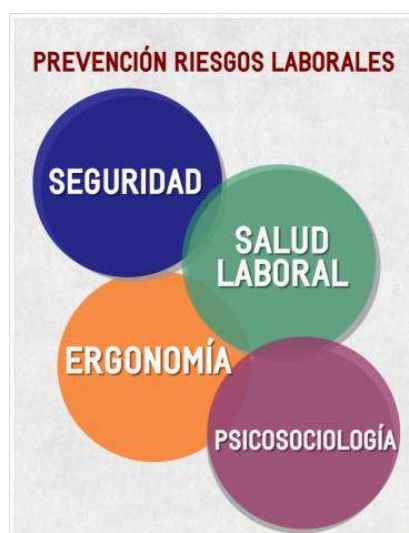 PREVENCIÓN RIESGOS LABORALES
SEGURIDAD
SALUD
LABORAL
ERGONOMÍA
PSICOSOCIOLOGÍA